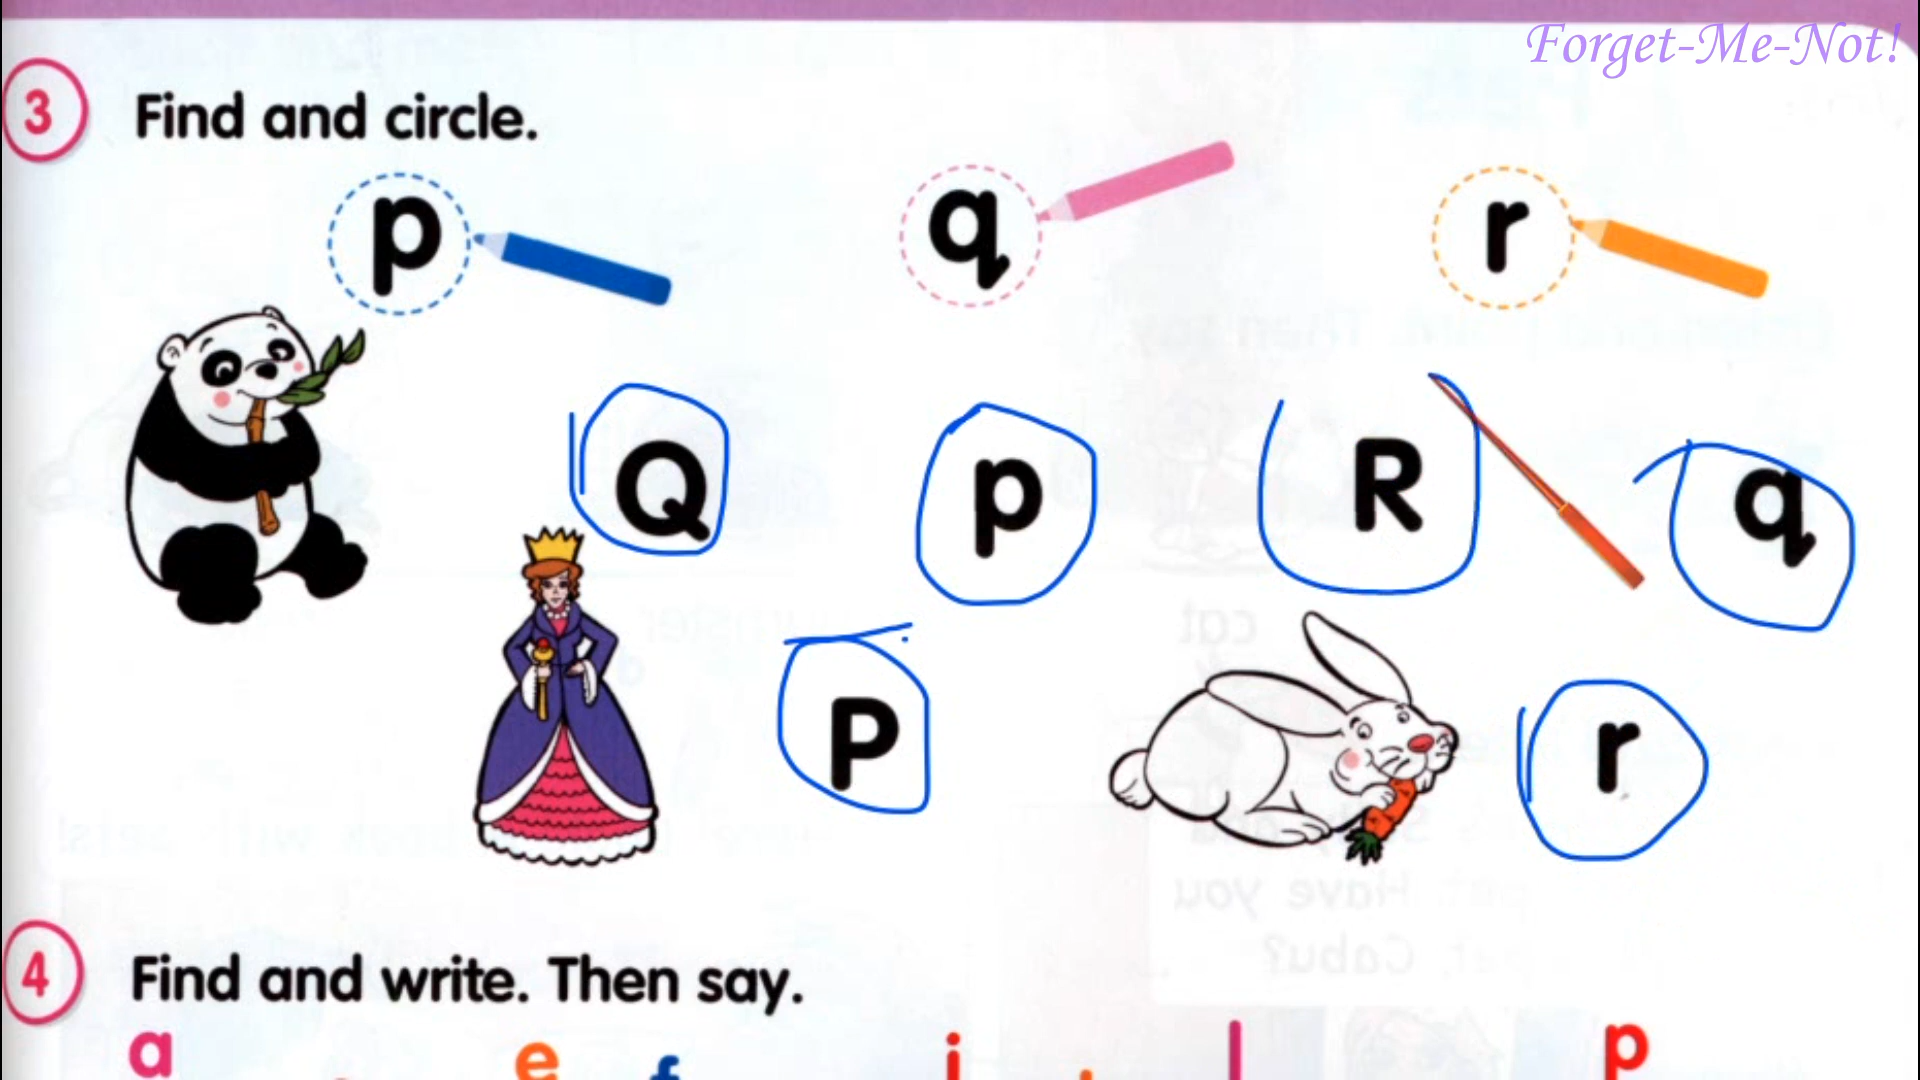 Forget-Me-Not!
3 Find and circle.
p q r
Q p R q
P r
4 Find and write. Then say.
a e f i l p